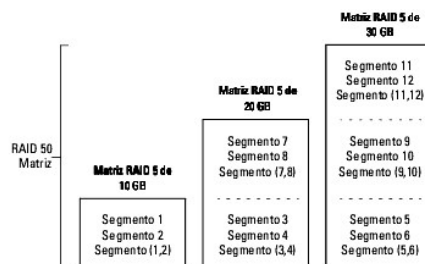 Matriz RAID 5 de
30 GB
Segmento 11
Segmento 12
Segmento (11,12)
Matriz RAID 5 de
20 GB
Segmento 7
Segmento 8
Segmento (7,8)
Segmento 9
Segmento 10
Segmento (9,10)
RAID 50
Matriz
Matriz RAID 5 de
10 GB
Segmento 1
Segmento 2
Segmento (1,2)
Segmento 3
Segmento 4
Segmento (3,4)
Segmento 5
Segmento 6
Segmento (5,6)